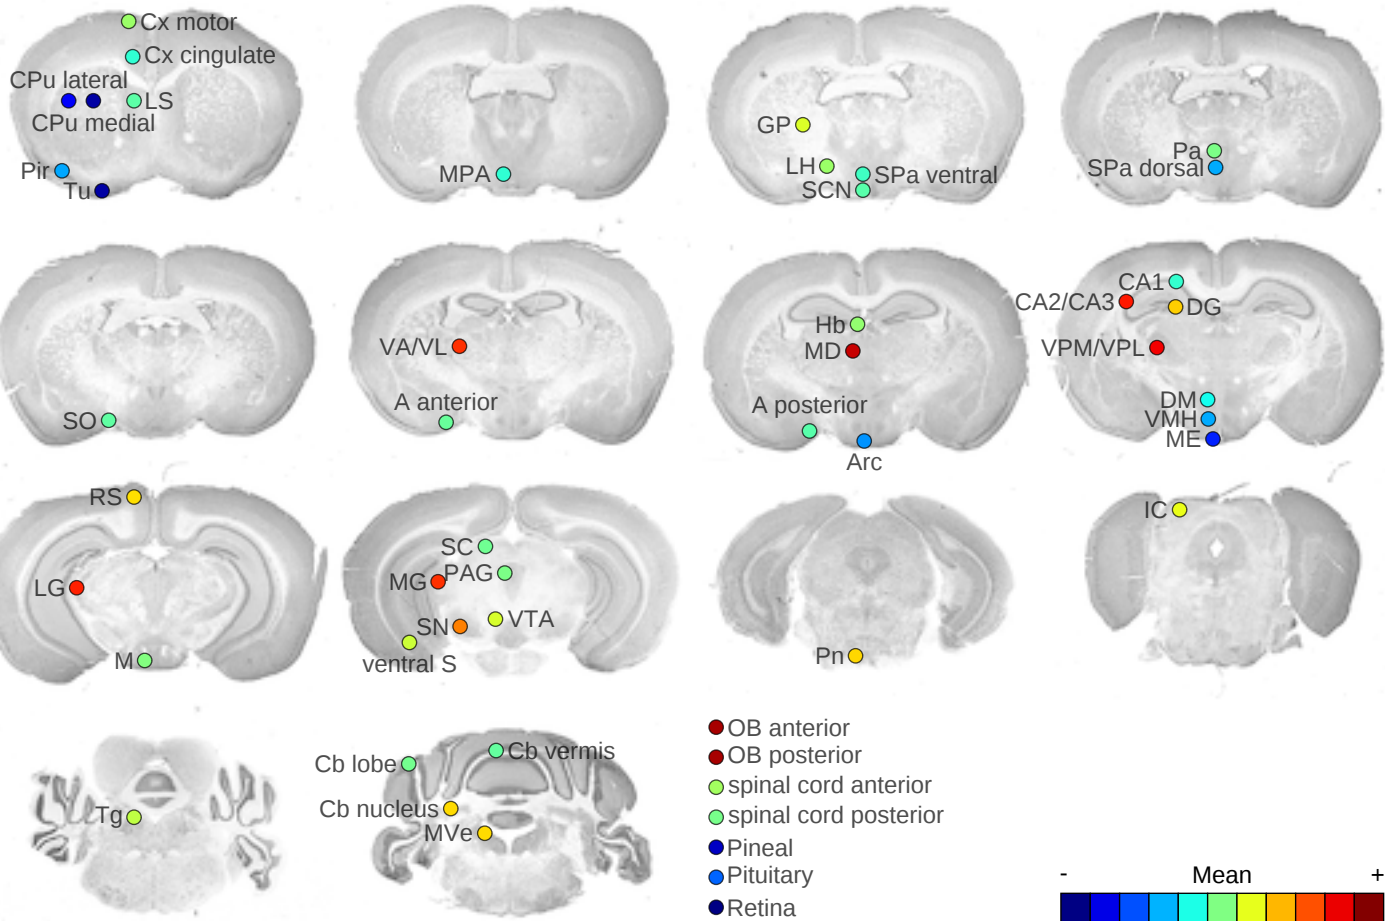 Cx motor
Cx cingulate
CPu lateral
LS
CPu medial
Pir
Tu
MPA
GP
LH
SPa ventral
SCN
Pa
SPa dorsal
SO
VA/VL
A anterior
Hb
MD
A posterior
Arc
CA1
CA2/CA3
DG
VPM/VPL
DM
VMH
ME
RS
LG
M
SC
MG
PAG
SN
VTA
ventral S
Pn
IC
Tg
Cb lobe
Cb vermis
Cb nucleus
MVe
OB anterior
OB posterior
spinal cord anterior
spinal cord posterior
Pineal
Pituitary
Retina
- Mean +